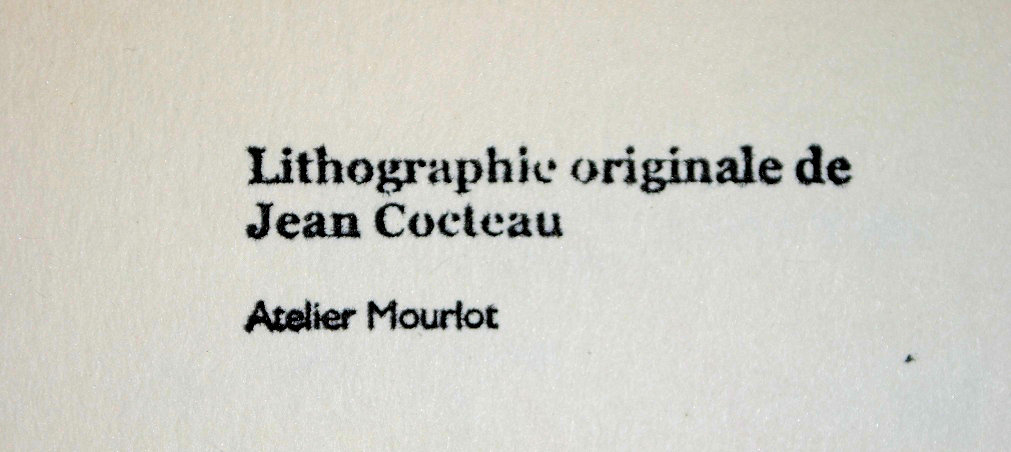 Lithographie originale de
Jean Cocteau
Atelier Mourlot